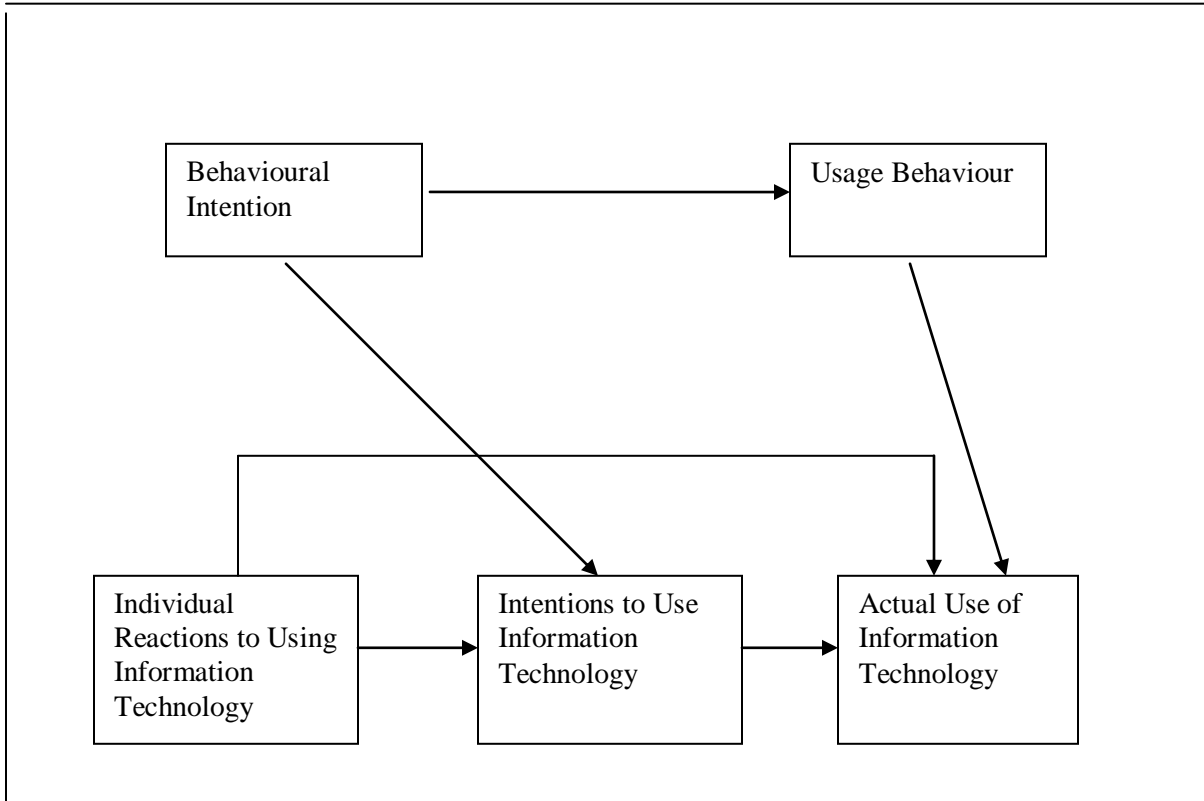 Behavioural
Intention
Usage Behaviour
Individual
Reactions to Using
Information
Technology
Intentions to Use
Information
Technology
Actual Use of
Information
Technology